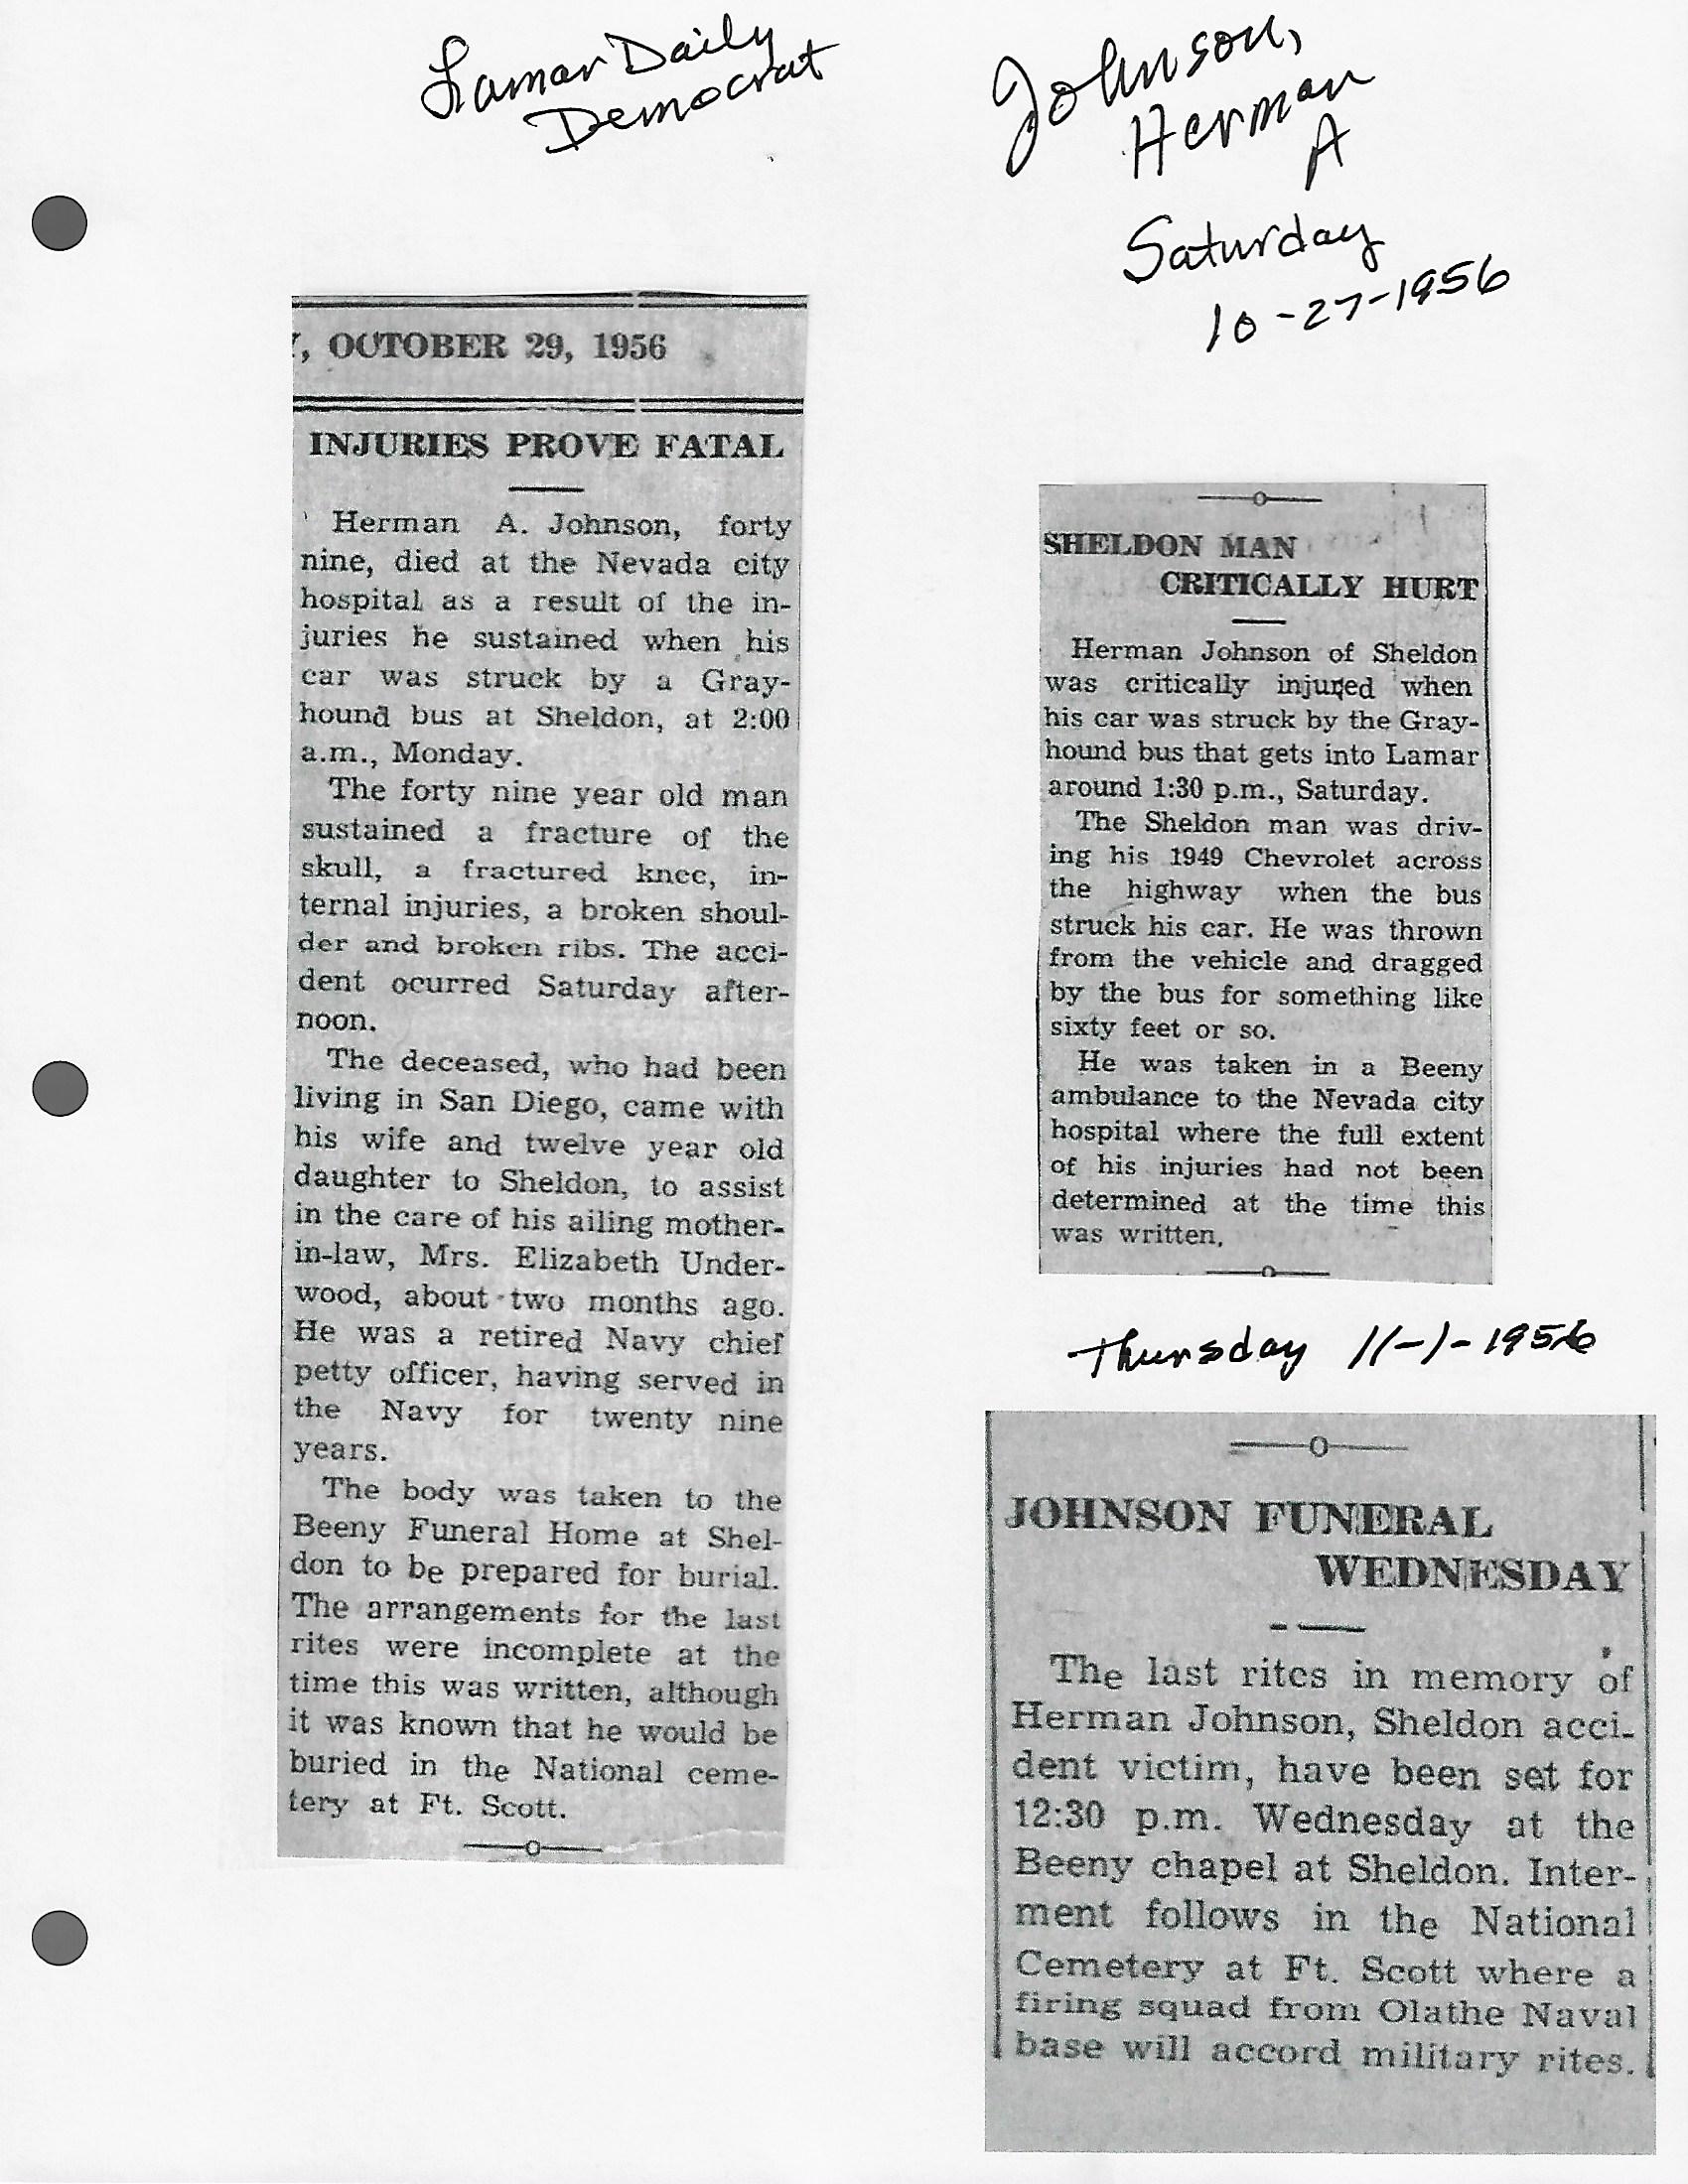 Lamar Daily
Democrat
Johnson,
Herman
A
Saturday
10-27-1956
, OCTOBER 29, 1956
INJURIES PROVE FATAL
Herman A. Johnson, forty
nine, died at the Nevada city
hospital as a result of the in-
juries he sustained when his
car was struck by a Gray-
hound bus at Sheldon, at 2:00
a.m., Monday.
The forty nine year old man
sustained a fracture of the
skull, a fractured knee, in-
ternal injuries, a broken shoul-
der and broken ribs. The acci-
dent ocurred Saturday after-
noon.
The deceased, who had been
living in San Diego, came with
his wife and twelve year old
daughter to Sheldon, to assist
in the care of his ailing mother-
in-law, Mrs. Elizabeth Under-
wood, about two months ago.
He was a retired Navy chief
petty officer, having served in
the Navy for twenty nine
years.
The body was taken to the
Beeny Funeral Home at Shel-
don to be prepared for burial.
The arrangements for the last
rites were incomplete at the
time this was written, although
it was known that he would be
buried in the National ceme-
tery at Ft. Scott.
SHELDON MAN
CRITICALLY HURT
Herman Johnson of Sheldon
was critically injured when
his car was struck by the Gray-
hound bus that gets into Lamar
around 1:30 p.m., Saturday.
The Sheldon man was driv-
ing his 1949 Chevrolet across
the highway when the bus
struck his car. He was thrown
from the vehicle and dragged
by the bus for something like
sixty feet or so.
He was taken in a Beeny
ambulance to the Nevada city
hospital where the full extent
of his injuries had not been
determined at the time this
was written.
Thursday 11-1-1956
JOHNSON FUNERAL
WEDNESDAY
The last rites in memory of
Herman Johnson, Sheldon acci-
dent victim, have been set for
12:30 p.m. Wednesday at the
Beeny chapel at Sheldon. Inter-
ment follows in the National
Cemetery at Ft. Scott where a
firing squad from Olathe Naval
base will accord military rites.